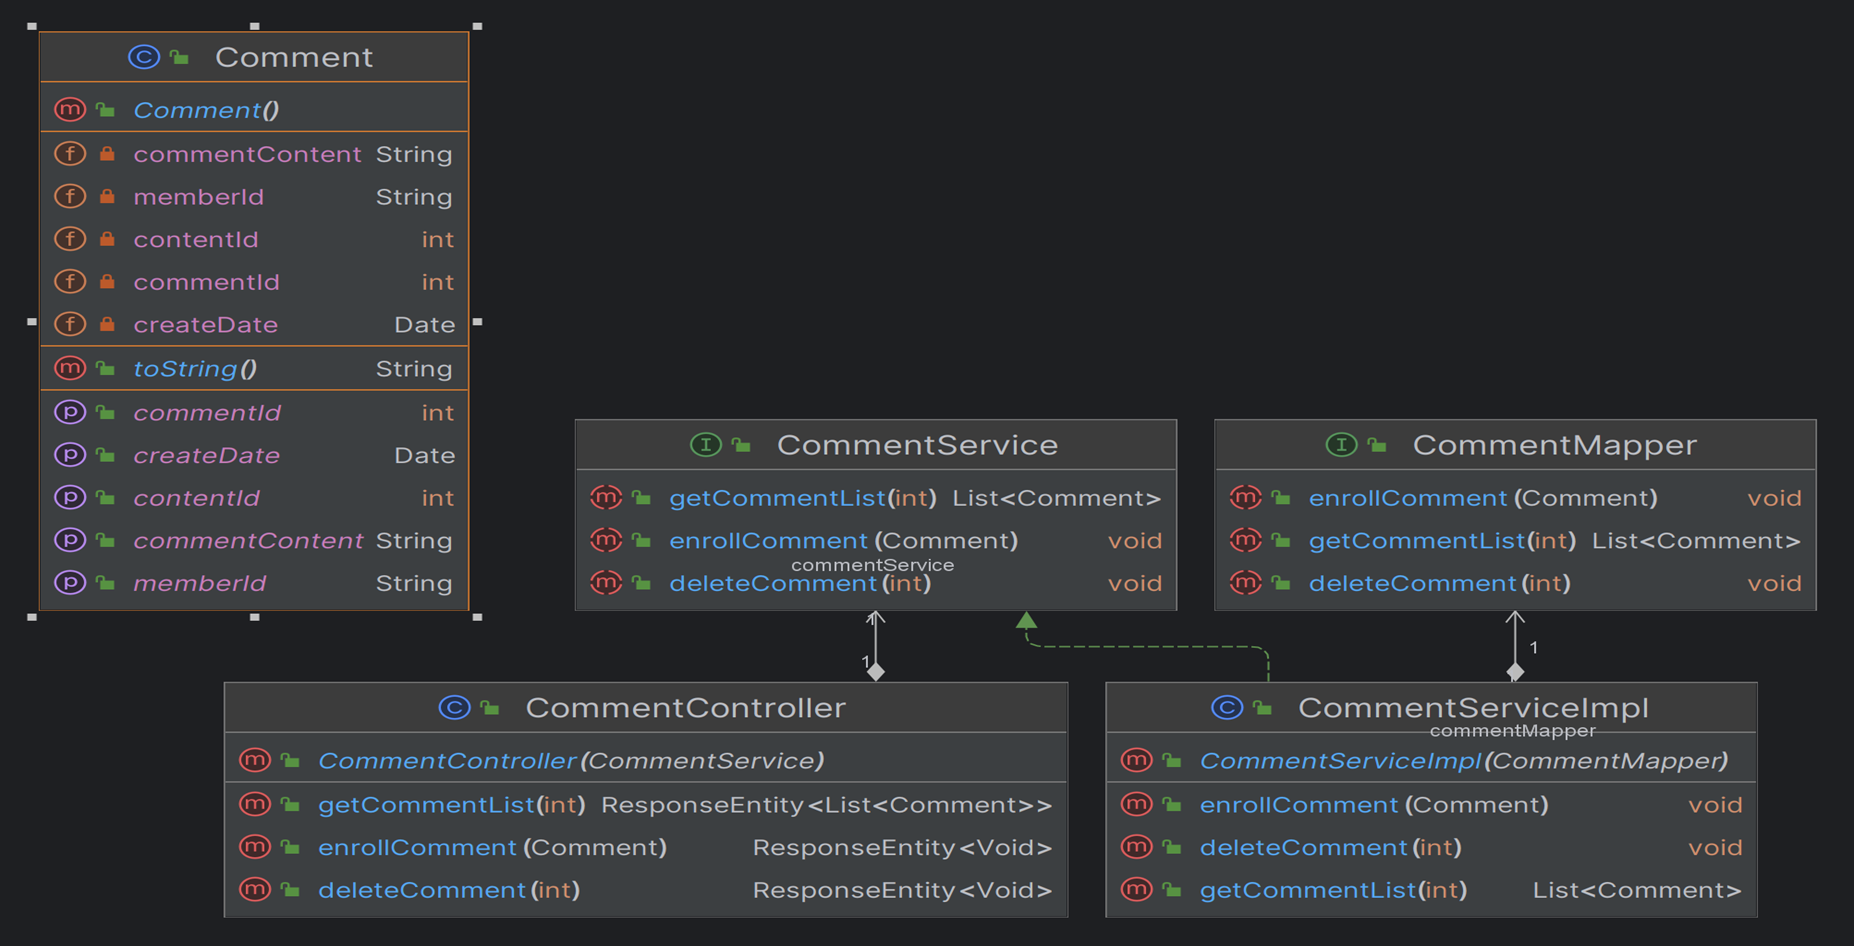 Comment
Comment()
commentContent String
memberId String
contentId int
commentId int
createDate Date
toString() String
commentId int
createDate Date
contentId int
commentContent String
memberId String
CommentService
getCommentList(int) List<Comment>
enrollComment(Comment) void
commentService
deleteComment(int) void
CommentMapper
enrollComment(Comment) void
getCommentList(int) List<Comment>
deleteComment(int) void
1
1
1
CommentController
CommentController(CommentService)
getCommentList(int) ResponseEntity<List<Comment>>
enrollComment(Comment) ResponseEntity<Void>
deleteComment(int) ResponseEntity<Void>
CommentServiceImpl
commentMapper
CommentServiceImpl(CommentMapper)
enrollComment(Comment) void
deleteComment(int) void
getCommentList(int) List<Comment>